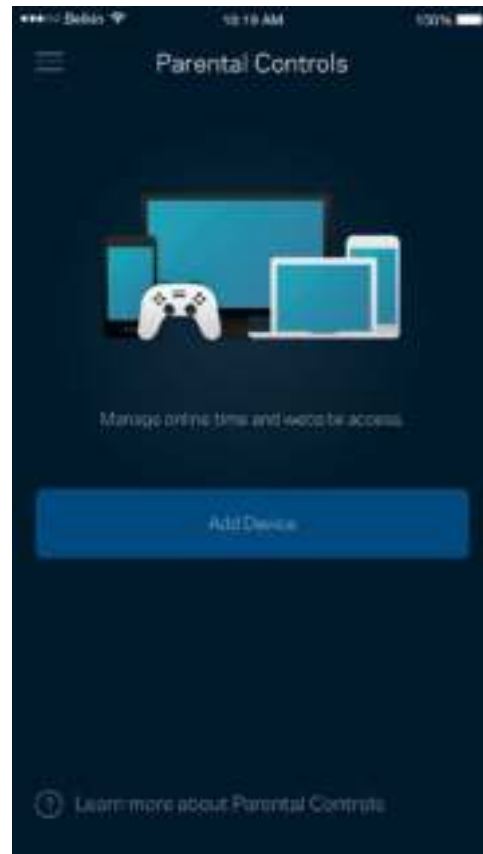 Belkin 10:19 AM 100%
Parental Controls
Manage online time and website access.
Add Device
Learn more about Parental Controls